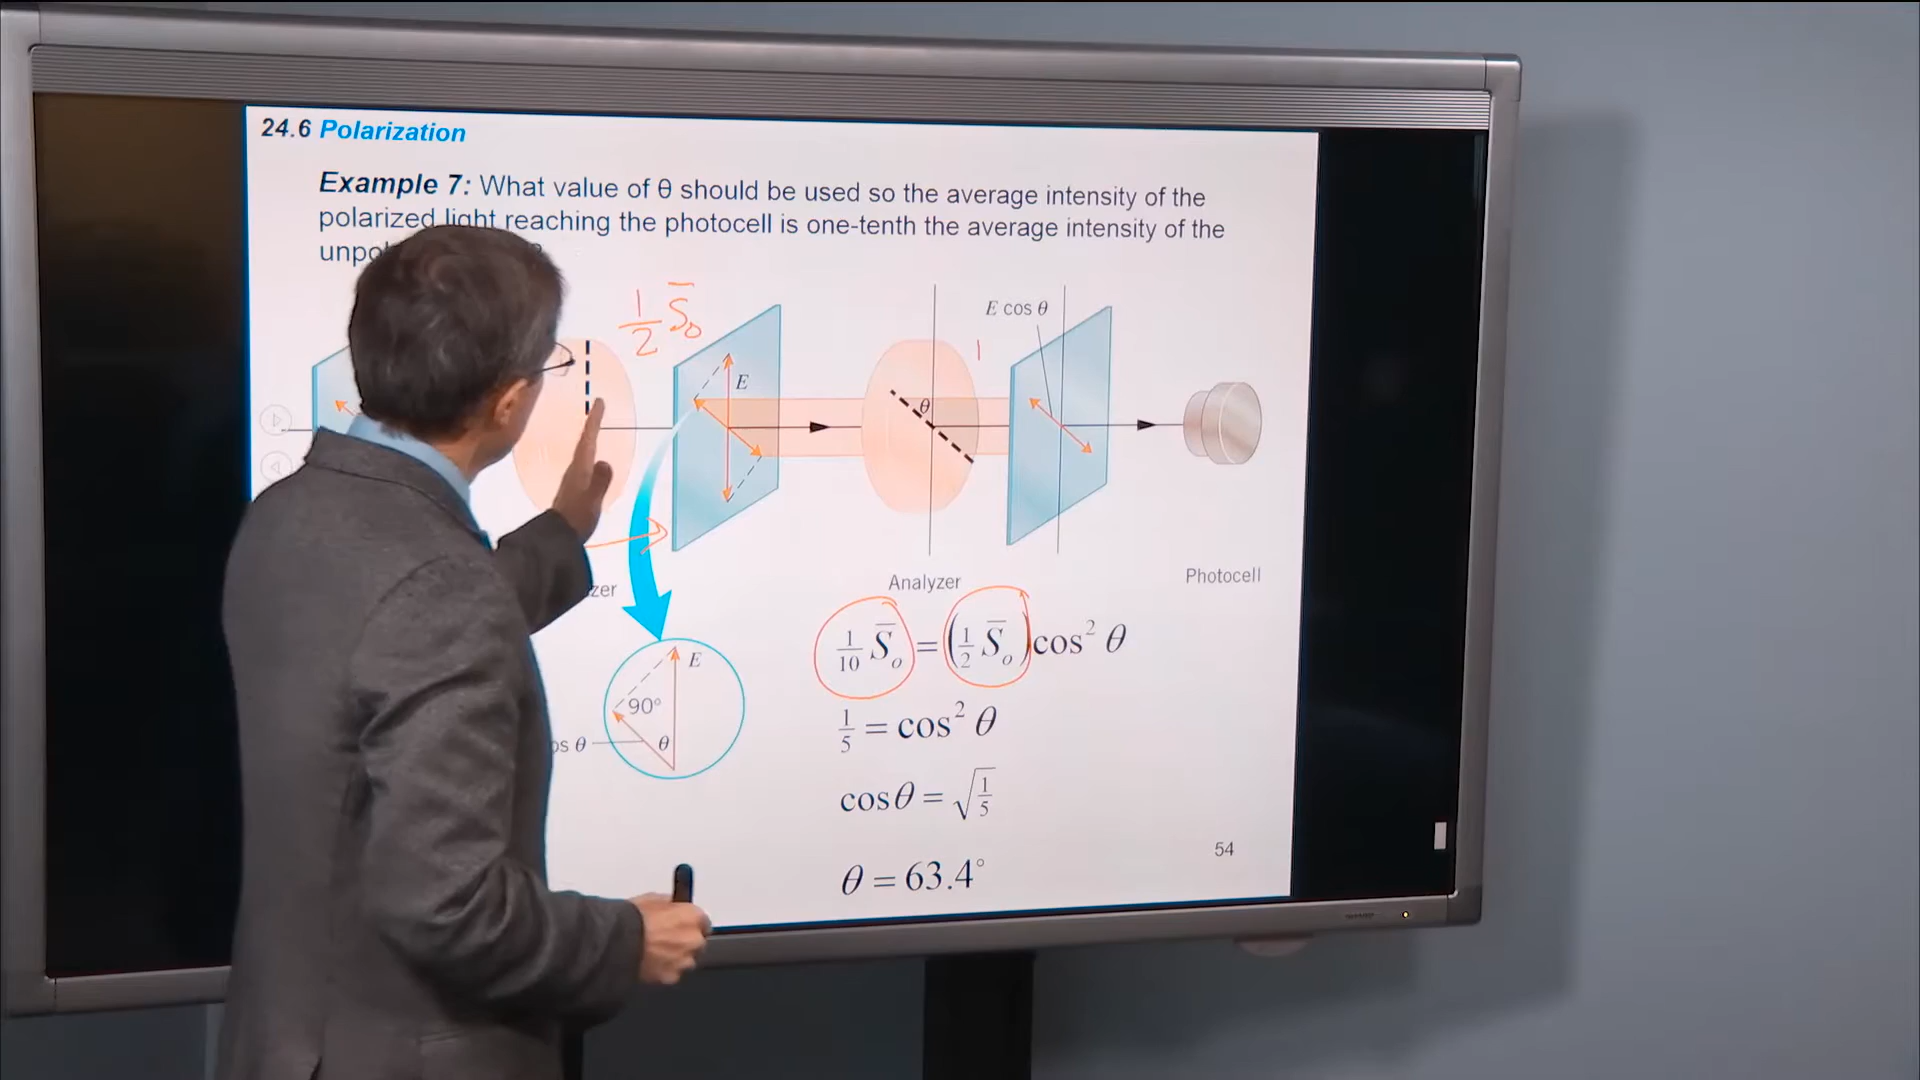 24.6 Polarization
Example 7: What value of θ should be used so the average intensity of the
polarized light reaching the photocell is one-tenth the average intensity of the
unpo
1/2 S̅₀
E cos θ
E
θ
Analyzer
Photocell
zer
1/10 S̅ₒ = (1/2 S̅ₒ) cos² θ
E
90°
θ
os θ
1/5 = cos² θ
cos θ = √1/5
54
θ = 63.4°